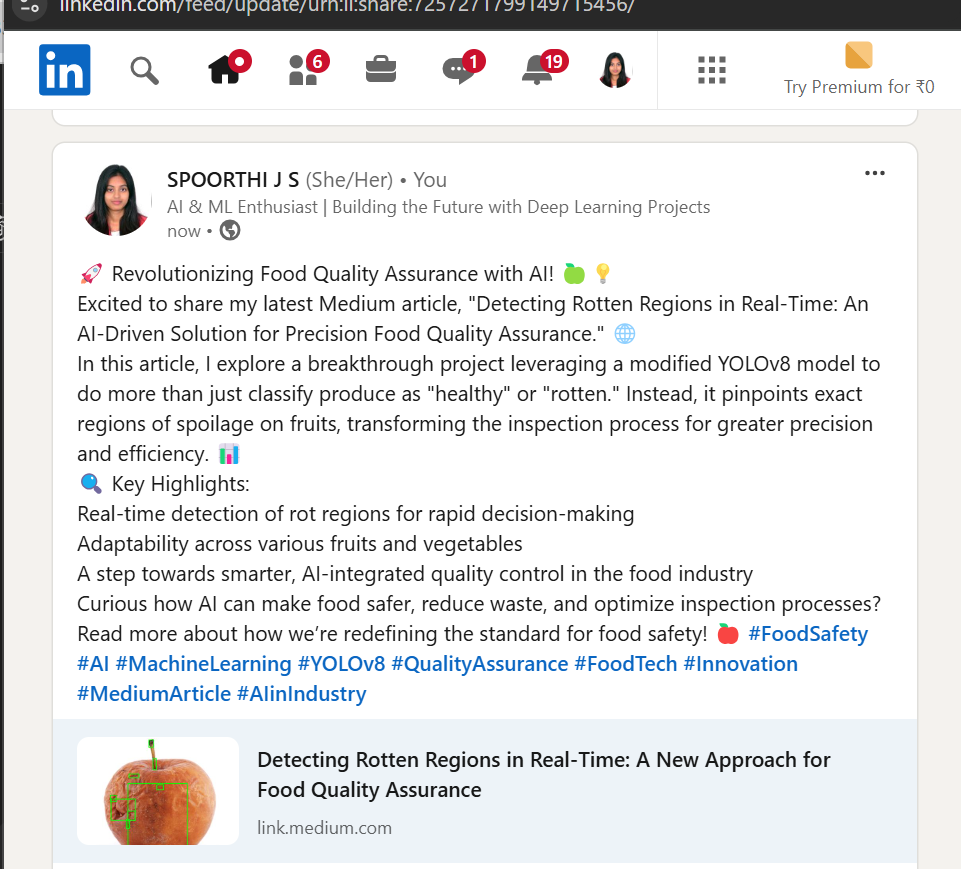 linkedin.com/feed/update/urn:li:share:7257271799149715456/
in
6
1
19
Try Premium for ₹0
SPOORTHI J S (She/Her) • You
AI & ML Enthusiast | Building the Future with Deep Learning Projects
now •
🚀 Revolutionizing Food Quality Assurance with AI! 🍏 💡
Excited to share my latest Medium article, "Detecting Rotten Regions in Real-Time: An
AI-Driven Solution for Precision Food Quality Assurance." 🌐
In this article, I explore a breakthrough project leveraging a modified YOLOv8 model to
do more than just classify produce as "healthy" or "rotten." Instead, it pinpoints exact
regions of spoilage on fruits, transforming the inspection process for greater precision
and efficiency. 📊
🔍 Key Highlights:
Real-time detection of rot regions for rapid decision-making
Adaptability across various fruits and vegetables
A step towards smarter, AI-integrated quality control in the food industry
Curious how AI can make food safer, reduce waste, and optimize inspection processes?
Read more about how we’re redefining the standard for food safety! 🍎 #FoodSafety
#AI #MachineLearning #YOLOv8 #QualityAssurance #FoodTech #Innovation
#MediumArticle #AIinIndustry
Detecting Rotten Regions in Real-Time: A New Approach for
Food Quality Assurance
link.medium.com